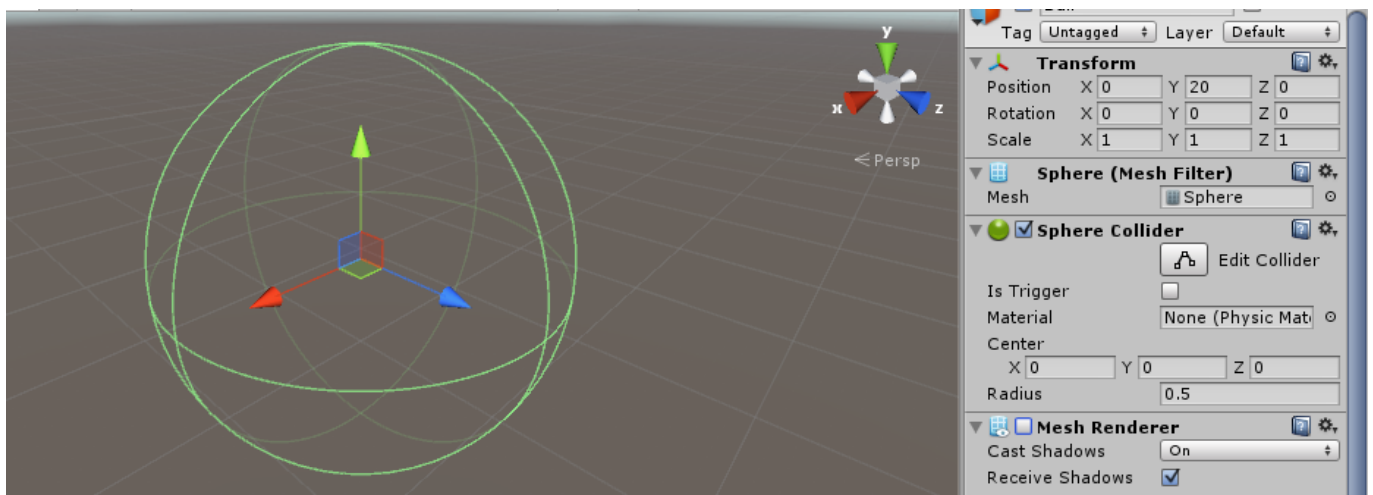 y
x
z
Persp
Tag Untagged Layer Default
Transform
Position X 0 Y 20 Z 0
Rotation X 0 Y 0 Z 0
Scale X 1 Y 1 Z 1
Sphere (Mesh Filter)
Mesh Sphere
Sphere Collider
Edit Collider
Is Trigger
Material None (Physic Mat
Center
X 0 Y 0 Z 0
Radius 0.5
Mesh Renderer
Cast Shadows On
Receive Shadows